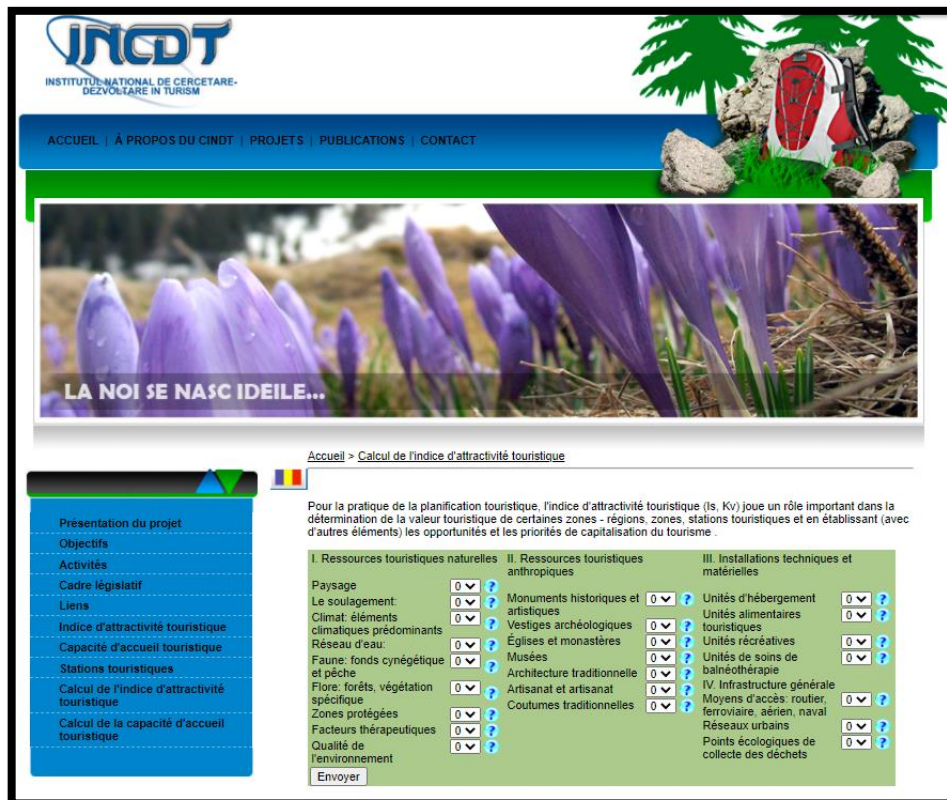 INCDT
INSTITUTUL NATIONAL DE CERCETARE-
DEZVOLTARE IN TURISM
ACCUEIL | À PROPOS DU CINDT | PROJETS | PUBLICATIONS | CONTACT
LA NOI SE NASC IDEILE...
Accueil > Calcul de l'indice d'attractivité touristique
Présentation du projet
Objectifs
Activités
Cadre législatif
Liens
Indice d'attractivité touristique
Capacité d'accueil touristique
Stations touristiques
Calcul de l'indice d'attractivité
touristique
Calcul de la capacité d'accueil
touristique
Pour la pratique de la planification touristique, l'indice d'attractivité touristique (Is, Kv) joue un rôle important dans la
détermination de la valeur touristique de certaines zones - régions, zones, stations touristiques et en établissant (avec
d'autres éléments) les opportunités et les priorités de capitalisation du tourisme .
I. Ressources touristiques naturelles
Paysage 0 ?
Le soulagement: 0 ?
Climat: éléments 0 ?
climatiques prédominants
Réseau d'eau: 0 ?
Faune: fonds cynégétique 0 ?
et pêche
Flore: forêts, végétation 0 ?
spécifique
Zones protégées 0 ?
Facteurs thérapeutiques 0 ?
Qualité de 0 ?
l'environnement
Envoyer
II. Ressources touristiques
anthropiques
Monuments historiques et 0 ?
artistiques
Vestiges archéologiques 0 ?
Églises et monastères 0 ?
Musées 0 ?
Architecture traditionnelle 0 ?
Artisanat et artisanat 0 ?
Coutumes traditionnelles 0 ?
III. Installations techniques et
matérielles
Unités d'hébergement 0 ?
Unités alimentaires 0 ?
touristiques
Unités récréatives 0 ?
Unités de soins de 0 ?
balnéothérapie
IV. Infrastructure générale
Moyens d'accès: routier, 0 ?
ferroviaire, aérien, naval
Réseaux urbains 0 ?
Points écologiques de 0 ?
collecte des déchets